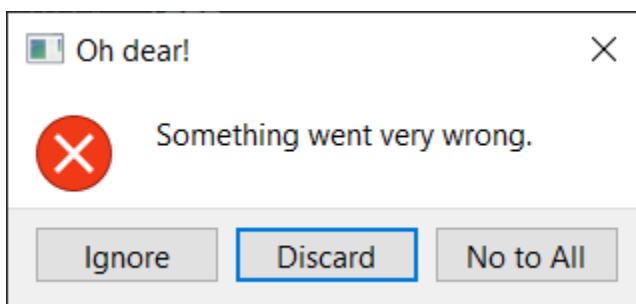 Oh dear!
Something went very wrong.
Ignore Discard No to All